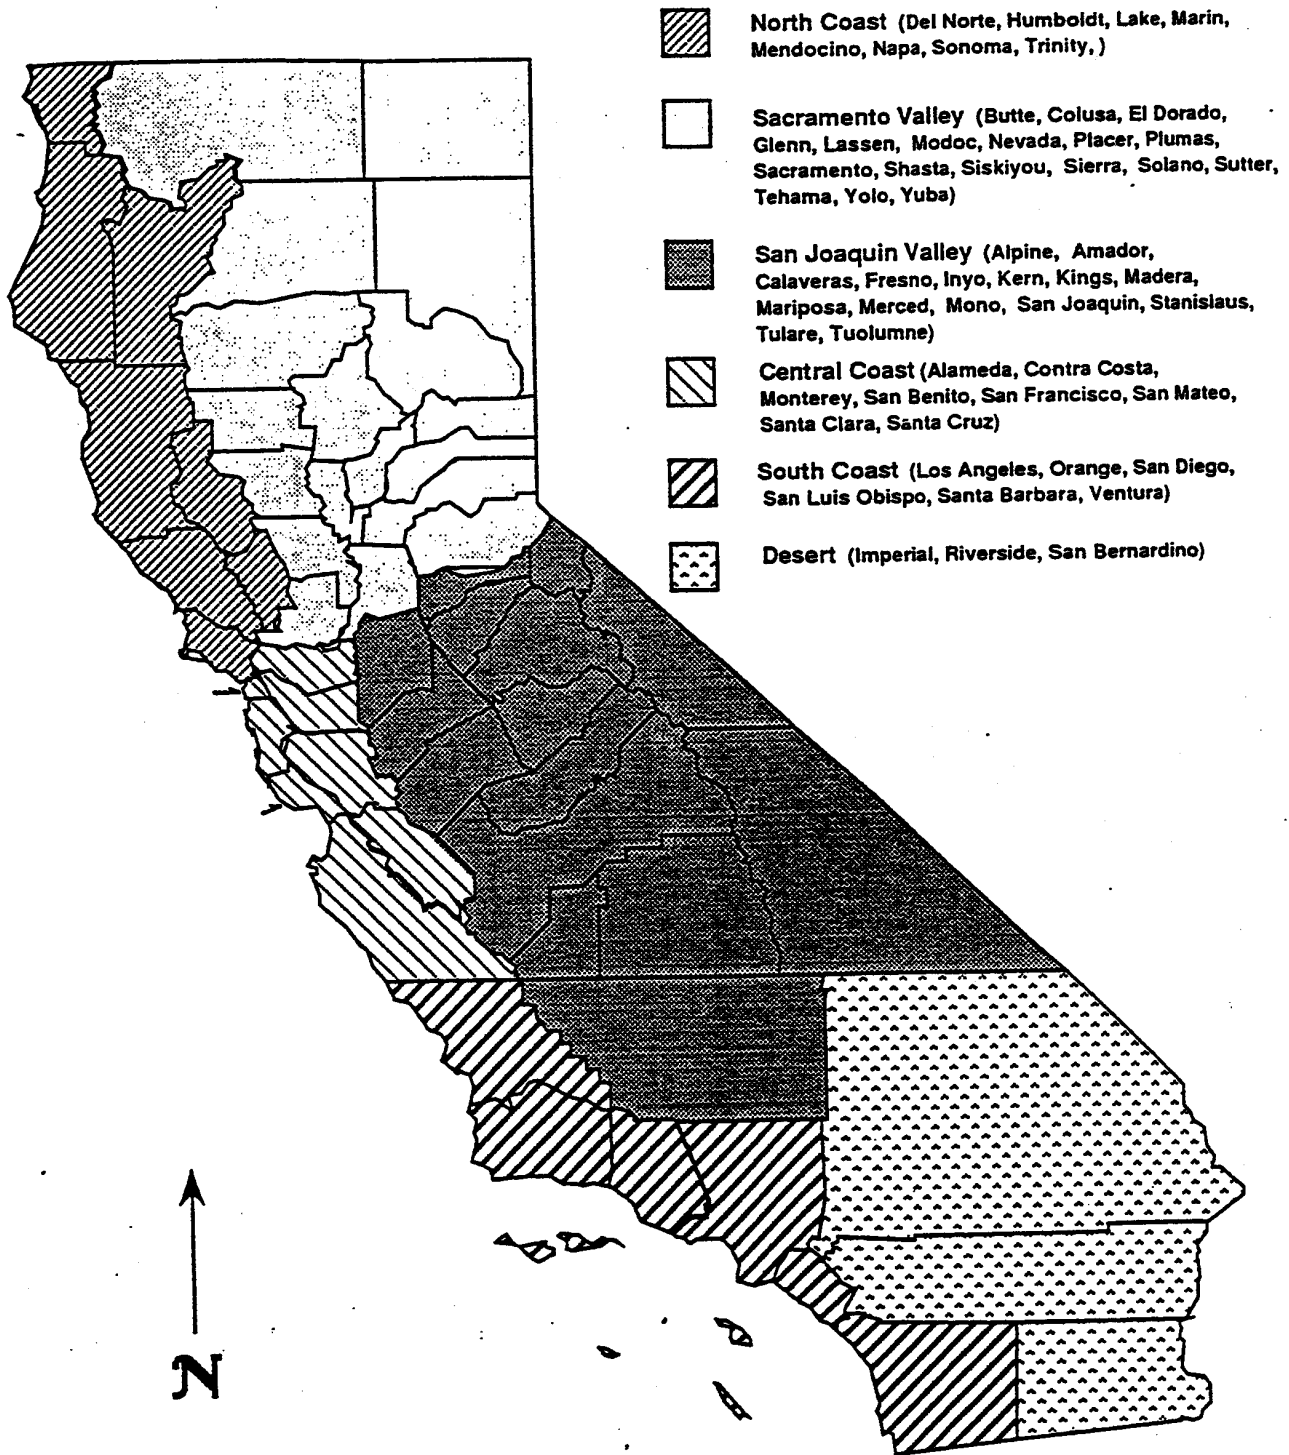 North Coast (Del Norte, Humboldt, Lake, Marin,
Mendocino, Napa, Sonoma, Trinity, )
Sacramento Valley (Butte, Colusa, El Dorado,
Glenn, Lassen, Modoc, Nevada, Placer, Plumas,
Sacramento, Shasta, Siskiyou, Sierra, Solano, Sutter,
Tehama, Yolo, Yuba)
San Joaquin Valley (Alpine, Amador,
Calaveras, Fresno, Inyo, Kern, Kings, Madera,
Mariposa, Merced, Mono, San Joaquin, Stanislaus,
Tulare, Tuolumne)
Central Coast (Alameda, Contra Costa,
Monterey, San Benito, San Francisco, San Mateo,
Santa Clara, Santa Cruz)
South Coast (Los Angeles, Orange, San Diego,
San Luis Obispo, Santa Barbara, Ventura)
Desert (Imperial, Riverside, San Bernardino)
N